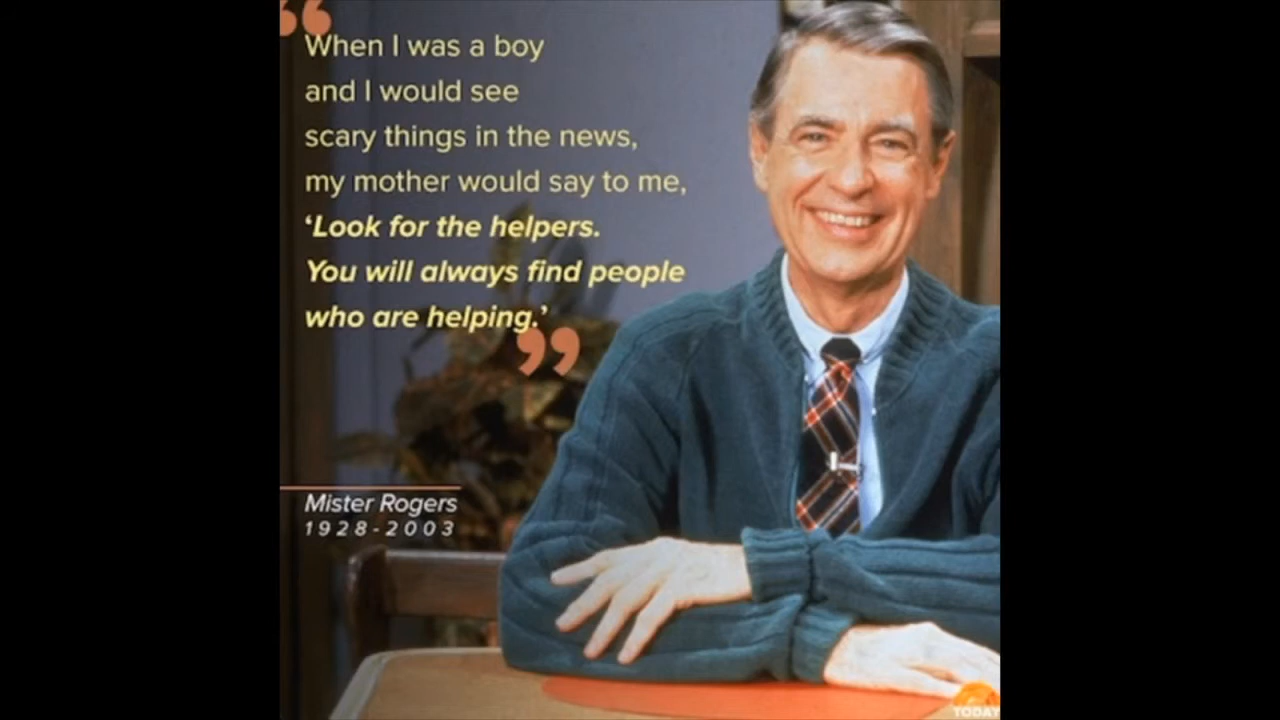 “When I was a boy
and I would see
scary things in the news,
my mother would say to me,
‘Look for the helpers.
You will always find people
who are helping.’”
Mister Rogers
1928-2003
TODAY